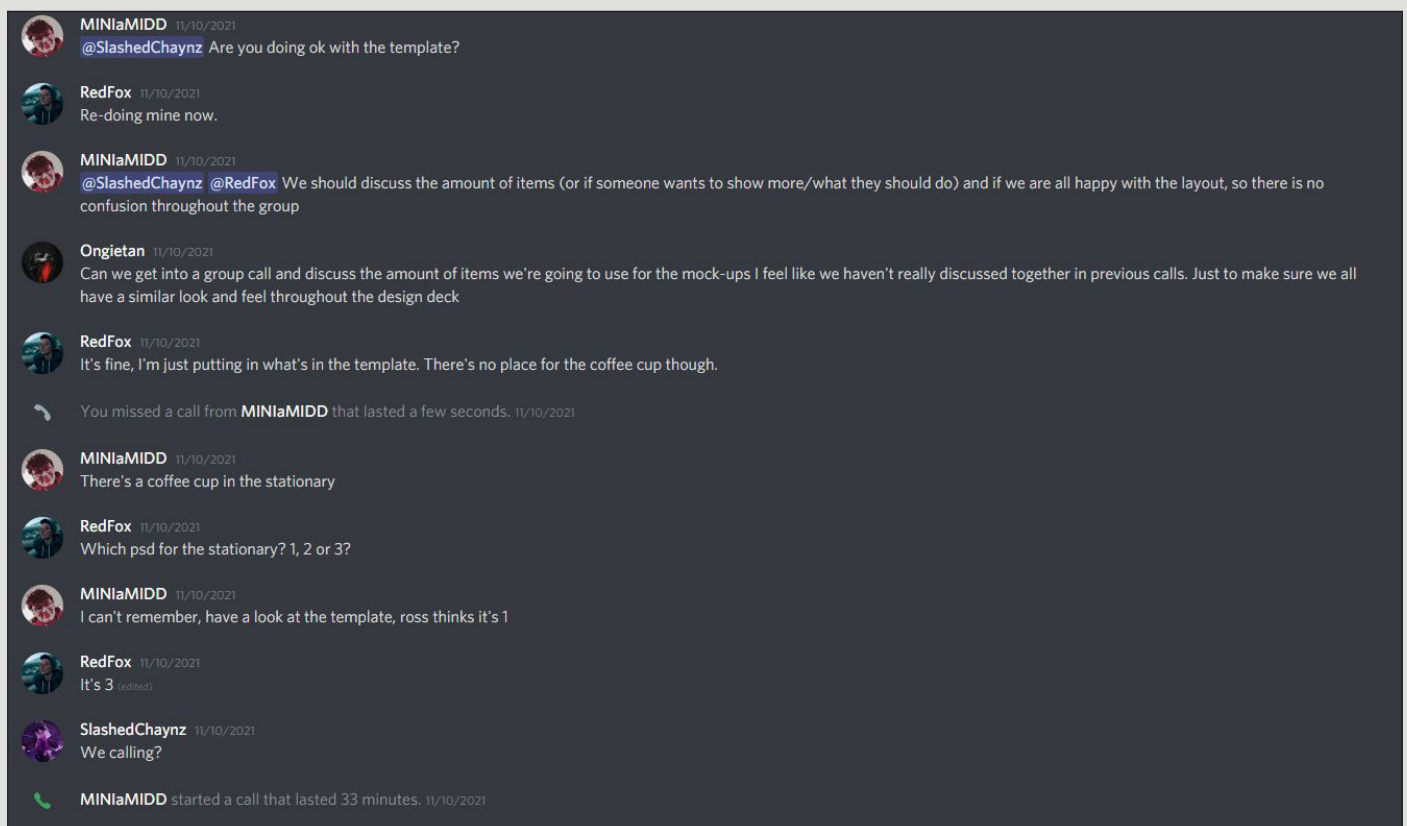 MINIaMIDD 11/10/2021
@SlashedChaynz Are you doing ok with the template?
RedFox 11/10/2021
Re-doing mine now.
MINIaMIDD 11/10/2021
@SlashedChaynz @RedFox We should discuss the amount of items (or if someone wants to show more/what they should do) and if we are all happy with the layout, so there is no
confusion throughout the group
Ongietan 11/10/2021
Can we get into a group call and discuss the amount of items we're going to use for the mock-ups I feel like we haven't really discussed together in previous calls. Just to make sure we all
have a similar look and feel throughout the design deck
RedFox 11/10/2021
It's fine, I'm just putting in what's in the template. There's no place for the coffee cup though.
You missed a call from MINIaMIDD that lasted a few seconds. 11/10/2021
MINIaMIDD 11/10/2021
There's a coffee cup in the stationary
RedFox 11/10/2021
Which psd for the stationary? 1, 2 or 3?
MINIaMIDD 11/10/2021
I can't remember, have a look at the template, ross thinks it's 1
RedFox 11/10/2021
It's 3 (edited)
SlashedChaynz 11/10/2021
We calling?
MINIaMIDD started a call that lasted 33 minutes. 11/10/2021